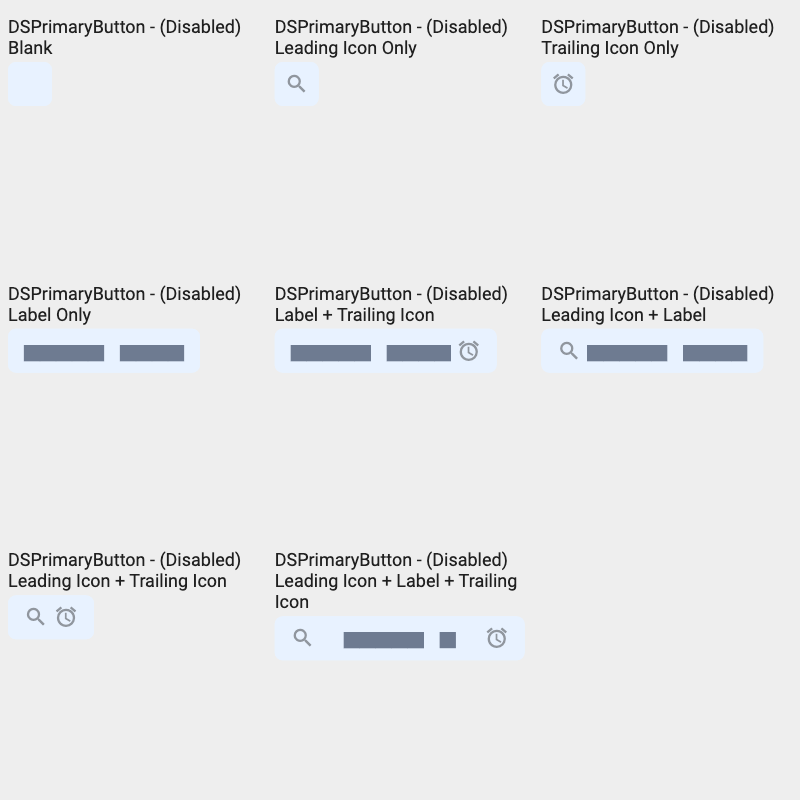 DSPrimaryButton - (Disabled)
Blank
DSPrimaryButton - (Disabled)
Leading Icon Only
DSPrimaryButton - (Disabled)
Trailing Icon Only
DSPrimaryButton - (Disabled)
Label Only
DSPrimaryButton - (Disabled)
Label + Trailing Icon
DSPrimaryButton - (Disabled)
Leading Icon + Label
DSPrimaryButton - (Disabled)
Leading Icon + Trailing Icon
DSPrimaryButton - (Disabled)
Leading Icon + Label + Trailing
Icon